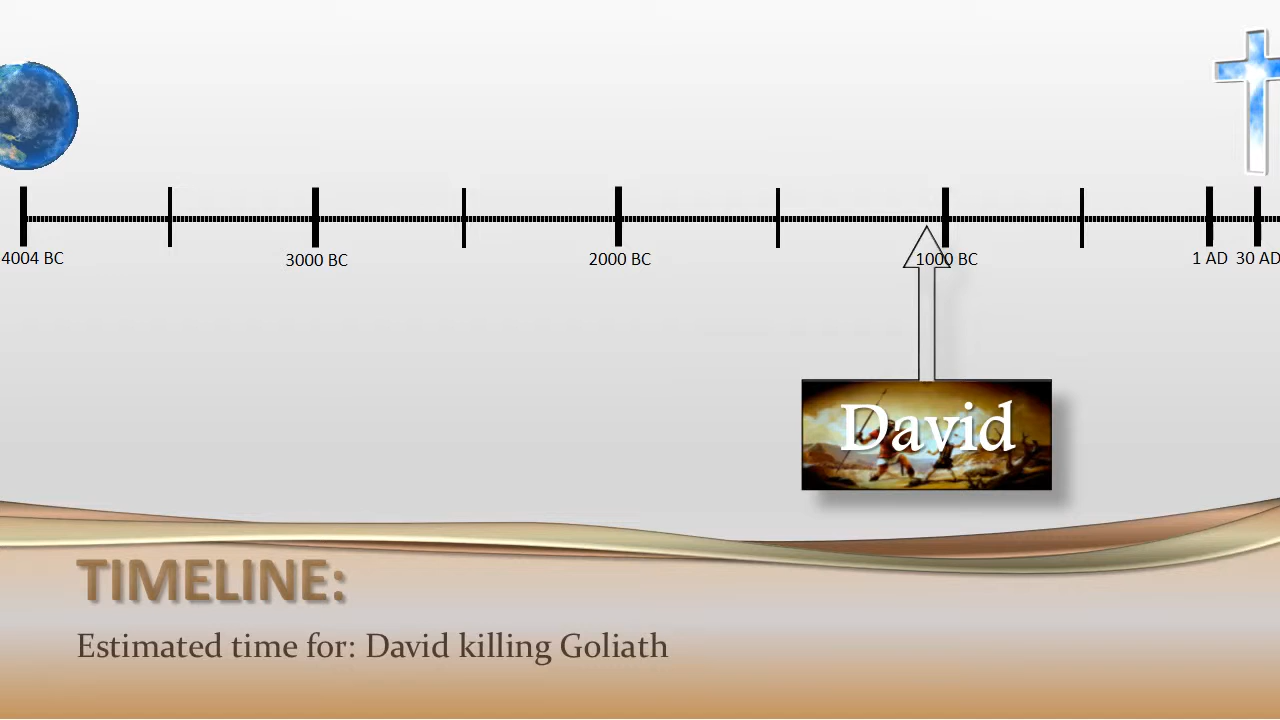 4004 BC 3000 BC 2000 BC 1000 BC 1 AD 30 AD
David
TIMELINE:
Estimated time for: David killing Goliath